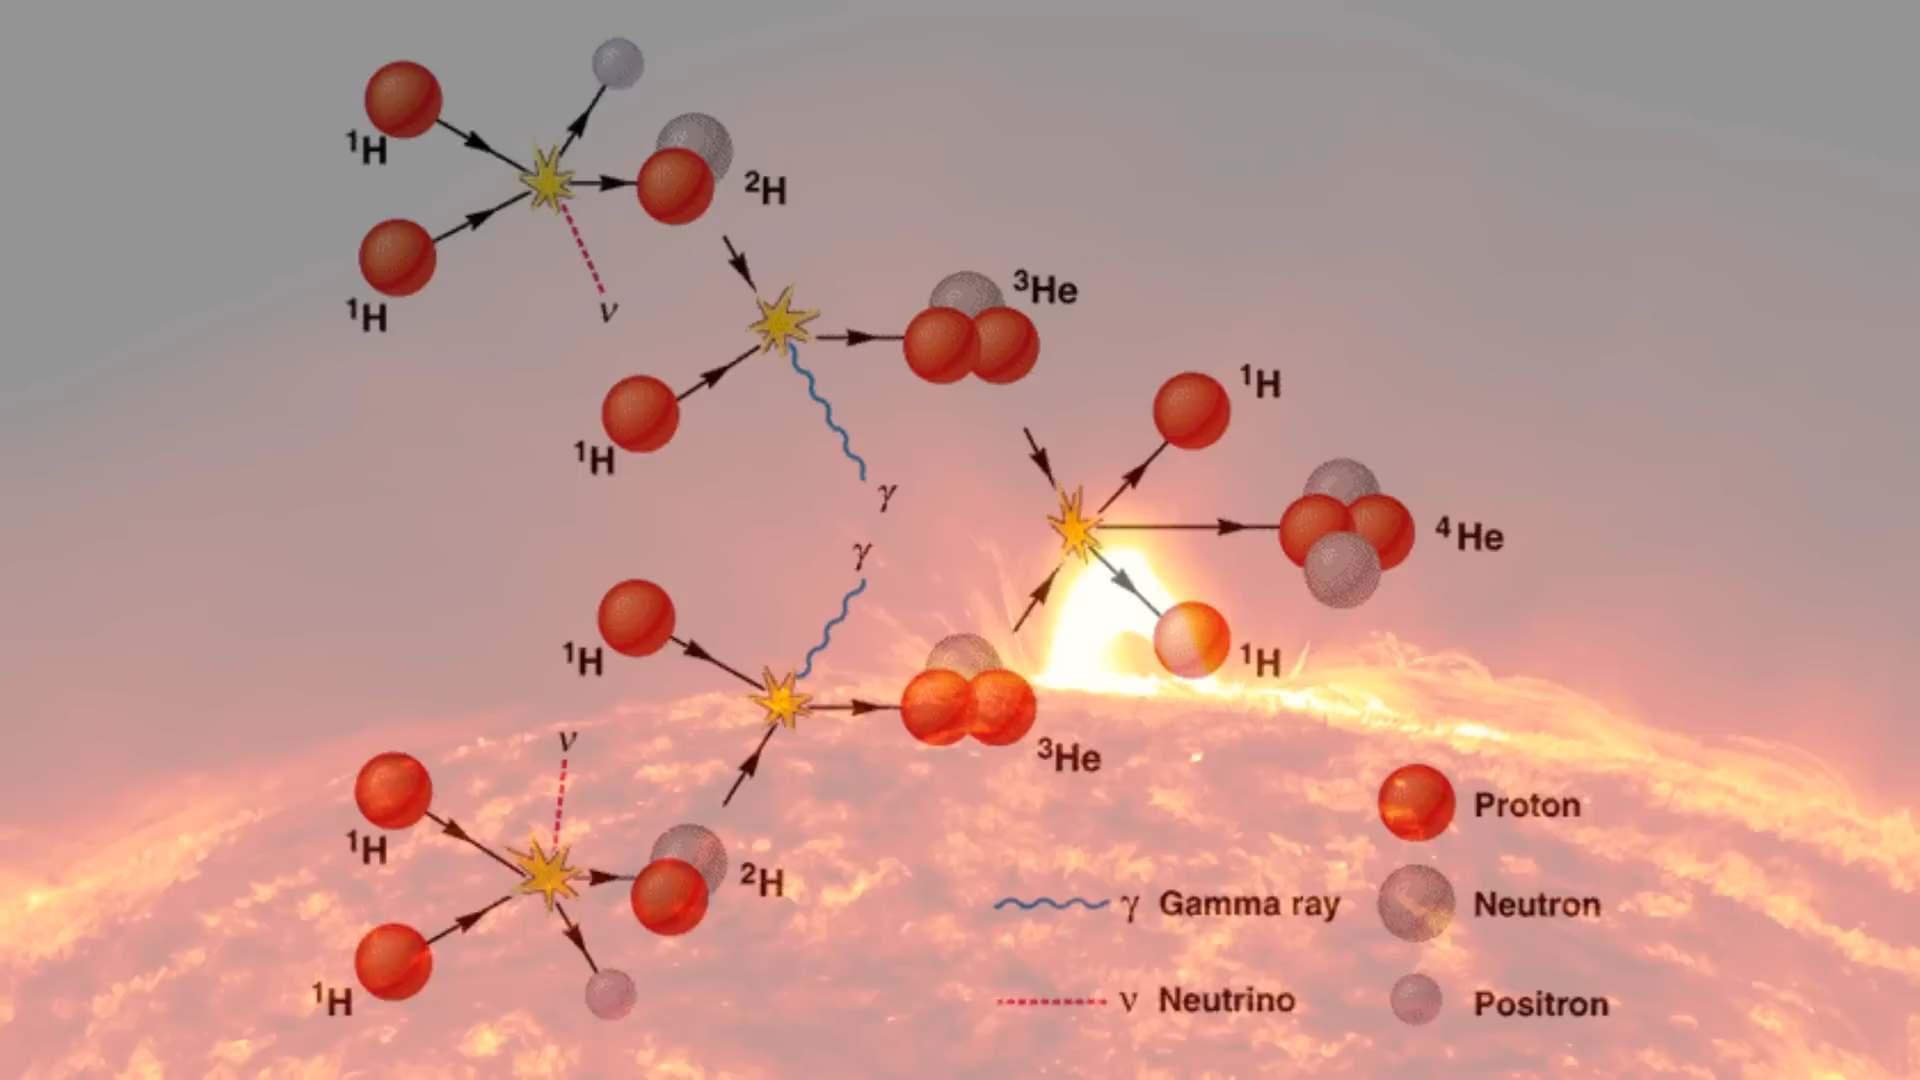 ¹H
¹H
ν
²H
¹H
γ
³He
¹H
⁴He
¹H
γ
¹H
³He
ν
¹H
¹H
²H
Proton
γ Gamma ray
Neutron
ν Neutrino
Positron